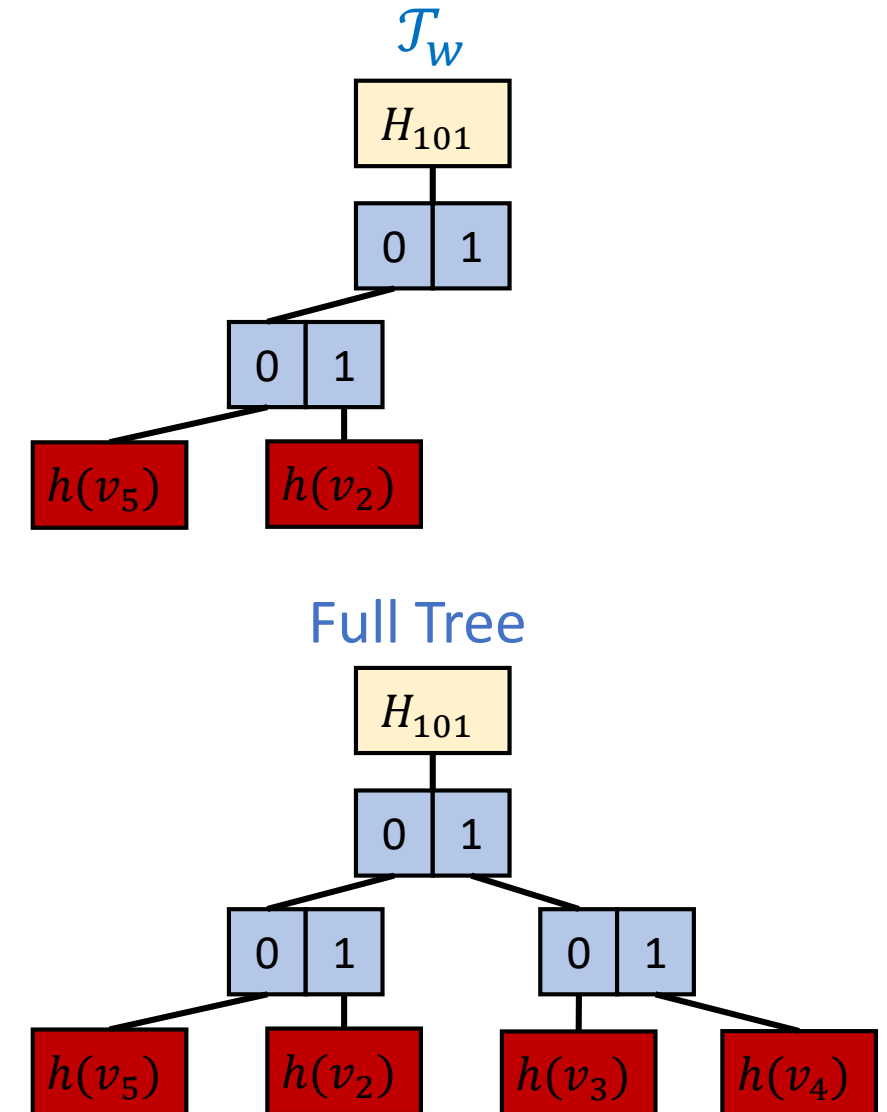 𝒯_w
H_101
0 1
0 1
h(v_5) h(v_2)
Full Tree
H_101
0 1
0 1 0 1
h(v_5) h(v_2) h(v_3) h(v_4)